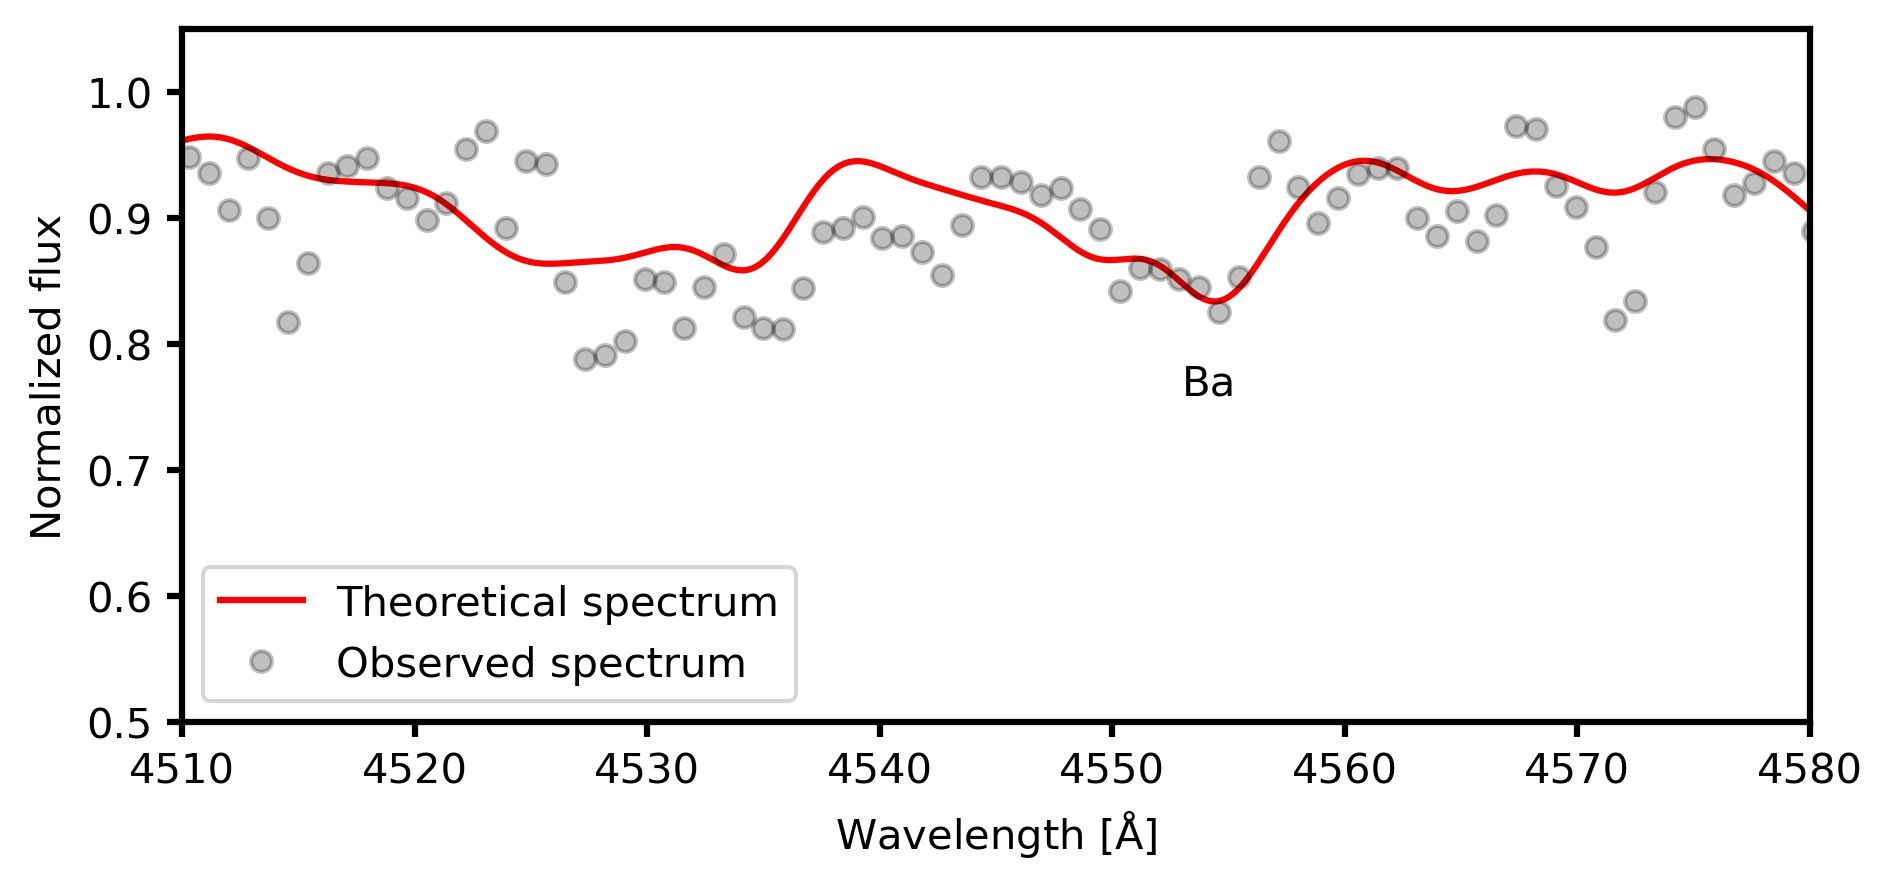 1.0
0.9
0.8
0.7
0.6
0.5
Normalized flux
Ba
Theoretical spectrum
Observed spectrum
4510 4520 4530 4540 4550 4560 4570 4580
Wavelength [Å]